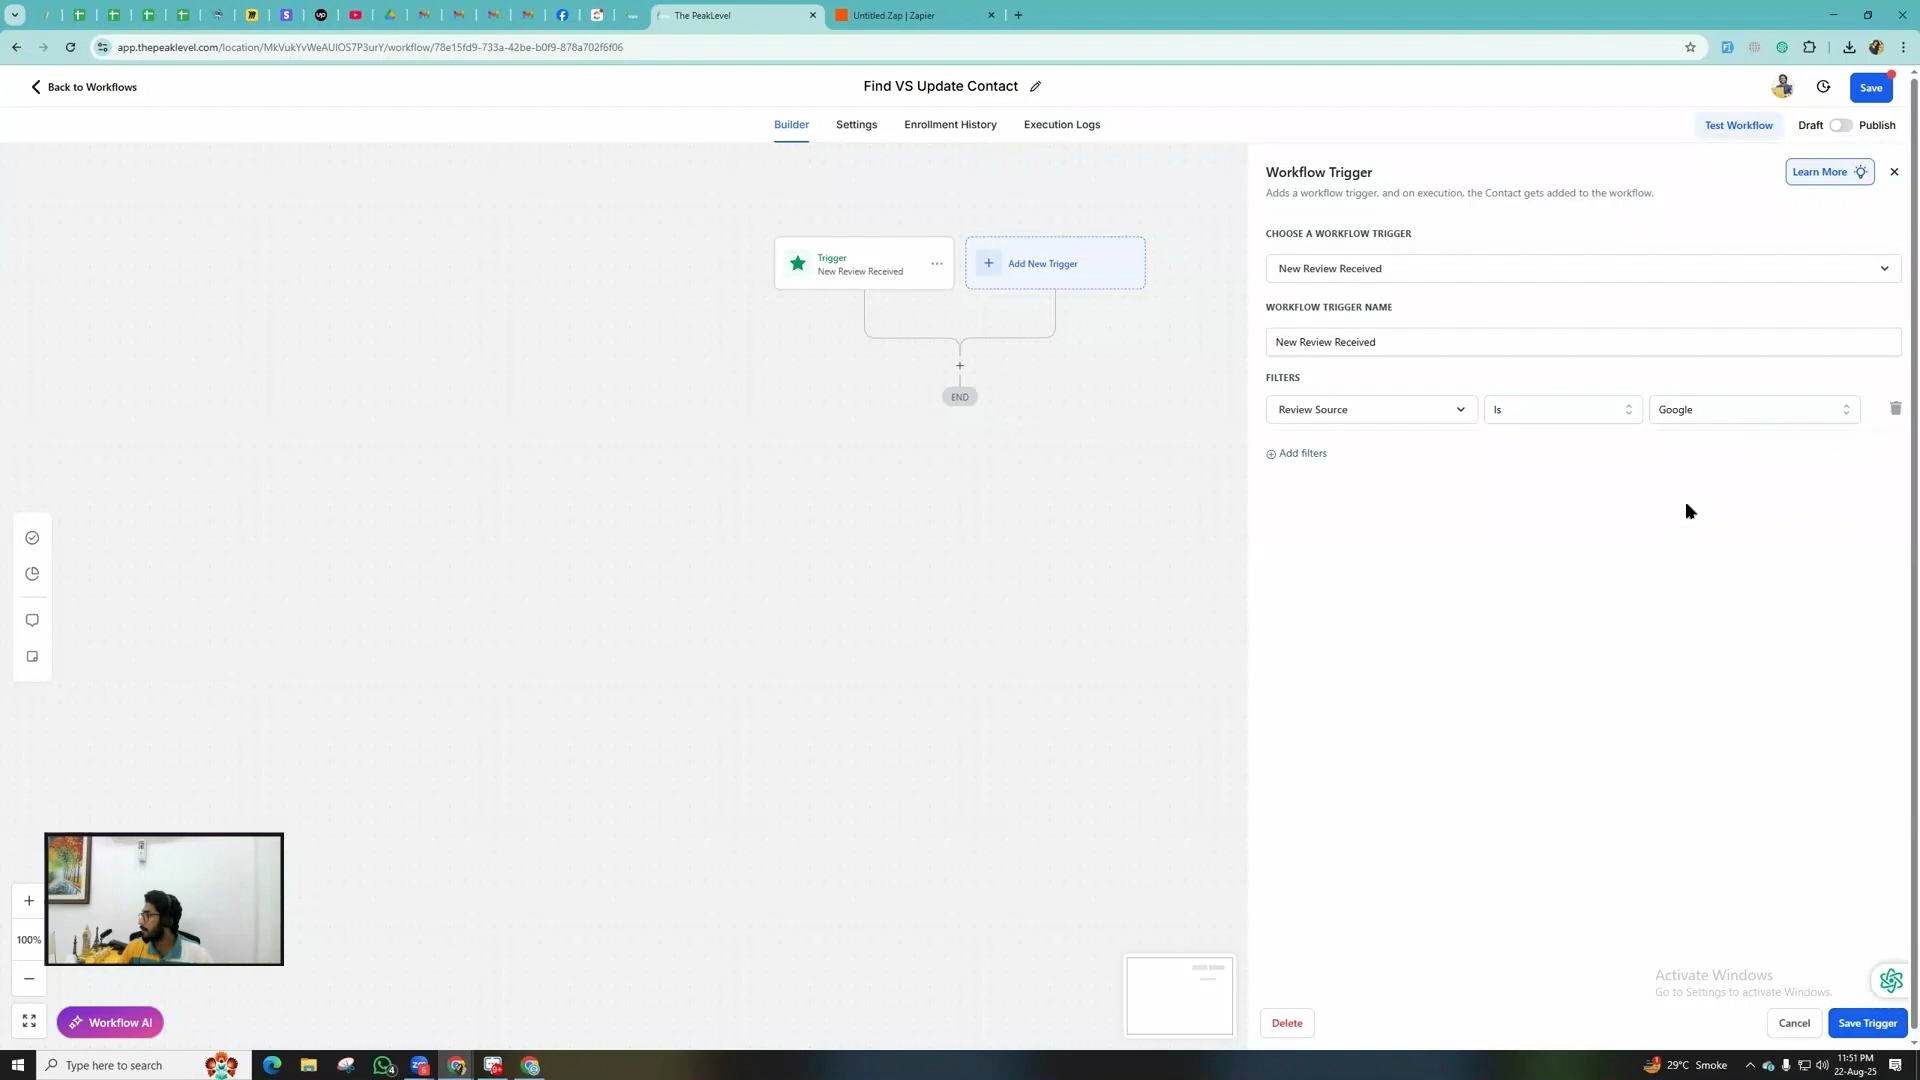 The PeakLevel
Untitled Zap | Zapier
app.thepeaklevel.com/location/MkVukYvWeAUIOS7P3urY/workflow/78e15fd9-733a-42be-b0f9-878a702f6f06
Back to Workflows
Find VS Update Contact
Save
Builder
Settings
Enrollment History
Execution Logs
Test Workflow
Draft
Publish
Workflow Trigger
Learn More
Adds a workflow trigger, and on execution, the Contact gets added to the workflow.
CHOOSE A WORKFLOW TRIGGER
New Review Received
WORKFLOW TRIGGER NAME
New Review Received
FILTERS
Review Source
Is
Google
Add filters
Trigger
New Review Received
Add New Trigger
END
100%
Workflow AI
Activate Windows
Go to Settings to activate Windows.
Delete
Cancel
Save Trigger
Type here to search
29°C Smoke
11:51 PM
22-Aug-25